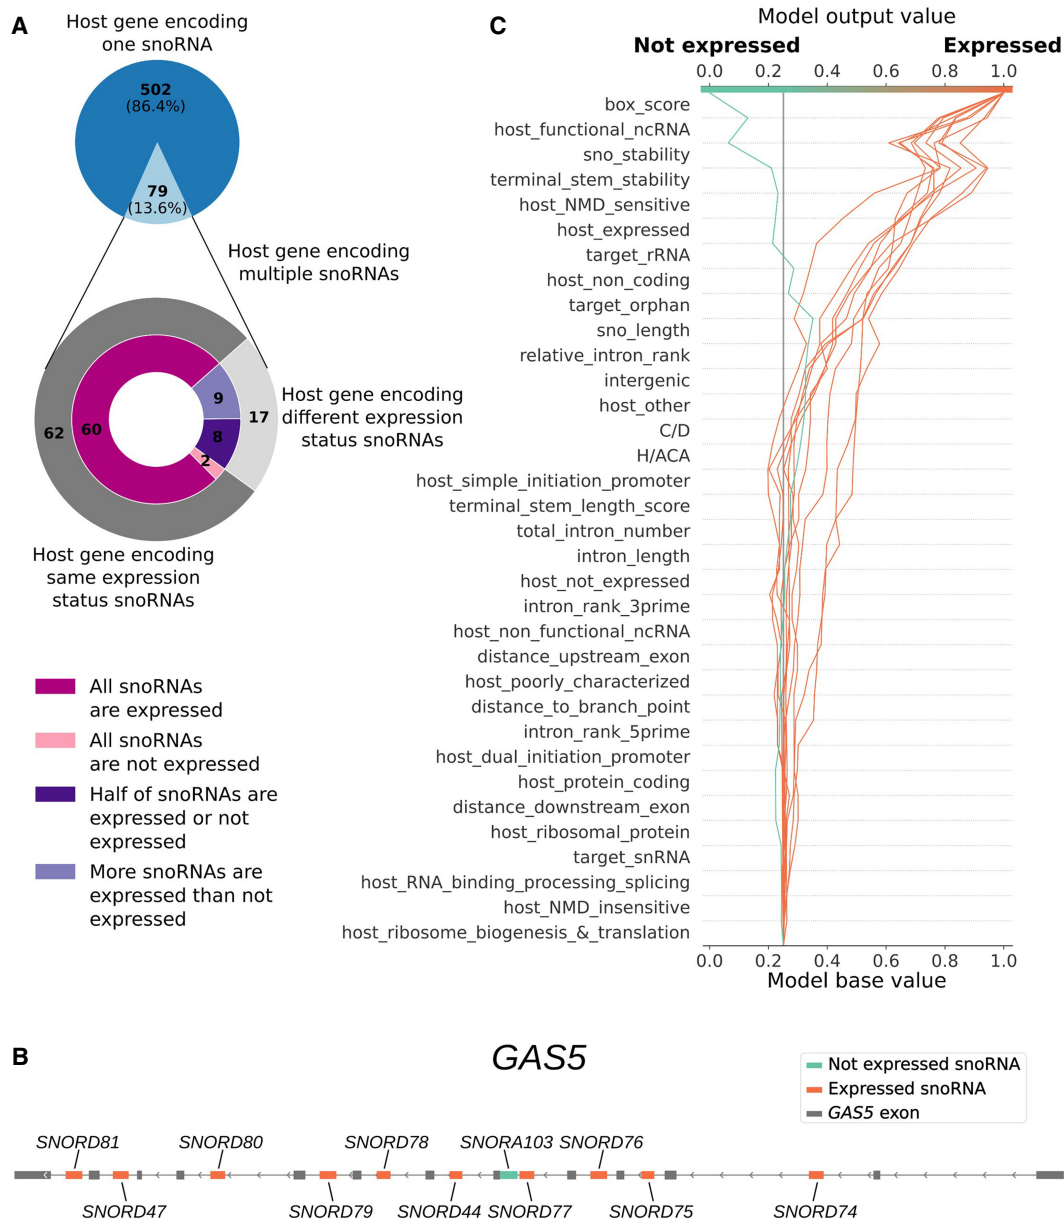 A
Host gene encoding
one snoRNA
502
(86.4%)
79
(13.6%)
Host gene encoding
multiple snoRNAs
9
17
8
2
62
60
Host gene encoding
different expression
status snoRNAs
Host gene encoding
same expression
status snoRNAs
All snoRNAs
are expressed
All snoRNAs
are not expressed
Half of snoRNAs are
expressed or not
expressed
More snoRNAs are
expressed than not
expressed
C
Model output value
Not expressed Expressed
0.0 0.2 0.4 0.6 0.8 1.0
box_score
host_functional_ncRNA
sno_stability
terminal_stem_stability
host_NMD_sensitive
host_expressed
target_rRNA
host_non_coding
target_orphan
sno_length
relative_intron_rank
intergenic
host_other
C/D
H/ACA
host_simple_initiation_promoter
terminal_stem_length_score
total_intron_number
intron_length
host_not_expressed
intron_rank_3prime
host_non_functional_ncRNA
distance_upstream_exon
host_poorly_characterized
distance_to_branch_point
intron_rank_5prime
host_dual_initiation_promoter
host_protein_coding
distance_downstream_exon
host_ribosomal_protein
target_snRNA
host_RNA_binding_processing_splicing
host_NMD_insensitive
host_ribosome_biogenesis_&_translation
0.0 0.2 0.4 0.6 0.8 1.0
Model base value
B
GAS5
Not expressed snoRNA
Expressed snoRNA
GAS5 exon
SNORD81 SNORD80 SNORD78 SNORA103 SNORD76
SNORD47 SNORD79 SNORD44 SNORD77 SNORD75 SNORD74